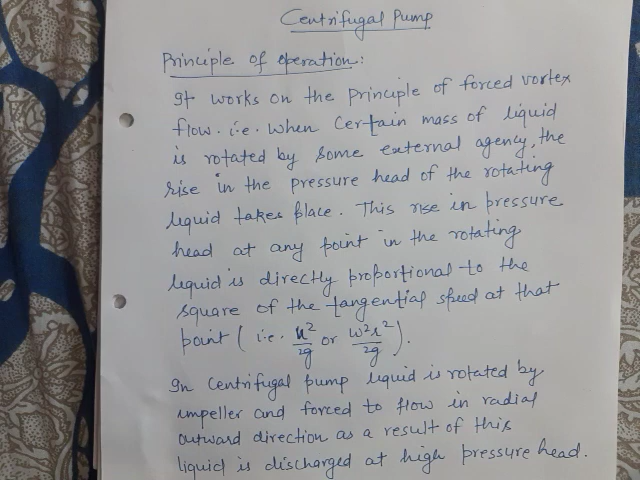 Centrifugal Pump
Principle of operation:
It works on the principle of forced vortex
flow. i.e. When Certain mass of liquid
is rotated by some external agency, the
rise in the pressure head of the rotating
liquid takes place. This rise in pressure
head at any point in the rotating
liquid is directly proportional to the
square of the tangential speed at that
point ( i.e. u²/2g or w²r²/2g ).
In Centrifugal pump liquid is rotated by
impeller and forced to flow in radial
outward direction as a result of this
liquid is discharged at high pressure head.